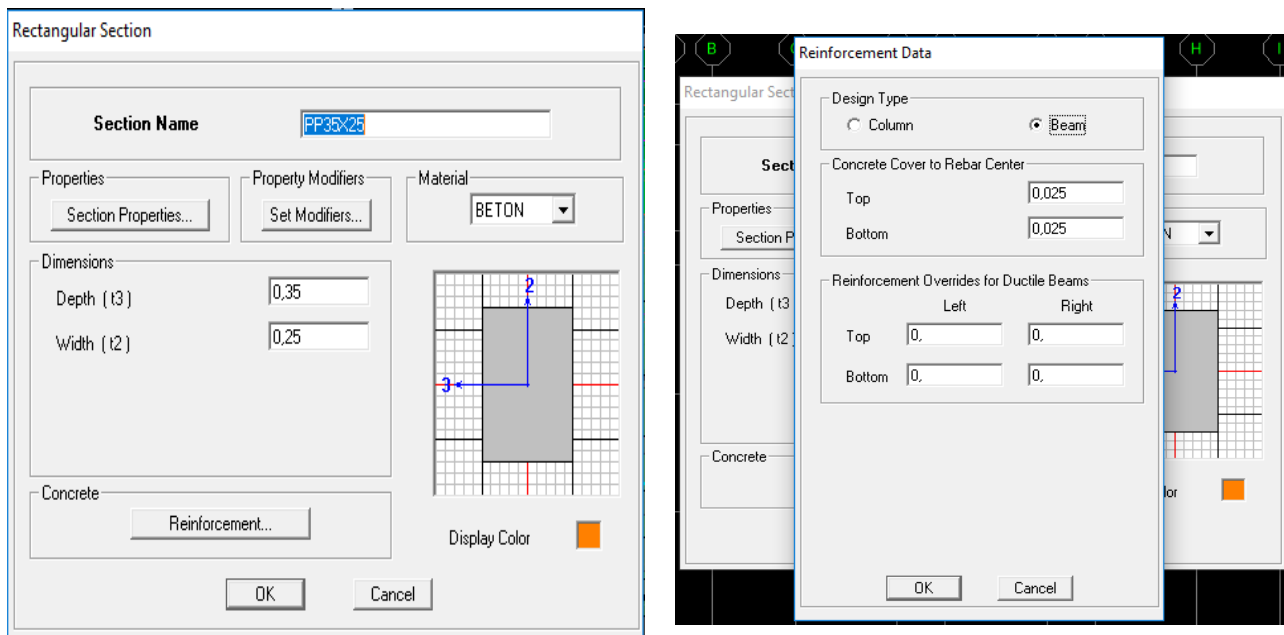 Rectangular Section
Section Name PP35X25
Properties Property Modifiers Material
Section Properties... Set Modifiers... BETON
Dimensions
Depth ( t3 ) 0,35
Width ( t2 ) 0,25
2
3
Concrete
Reinforcement...
Display Color
OK Cancel
B H
Rectangular Sect
Sect
Properties
Section P
Dimensions
Depth ( t3
Width ( t2
2
Concrete
lor
Reinforcement Data
Design Type
Column Beam
Concrete Cover to Rebar Center
Top 0,025
Bottom 0,025
Reinforcement Overrides for Ductile Beams
Left Right
Top 0, 0,
Bottom 0, 0,
OK Cancel